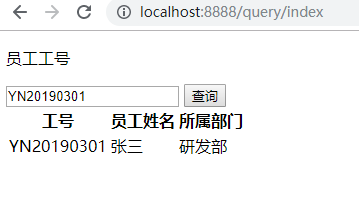 localhost:8888/query/index
员工工号
YN20190301 查询
工号 员工姓名 所属部门
YN20190301 张三 研发部